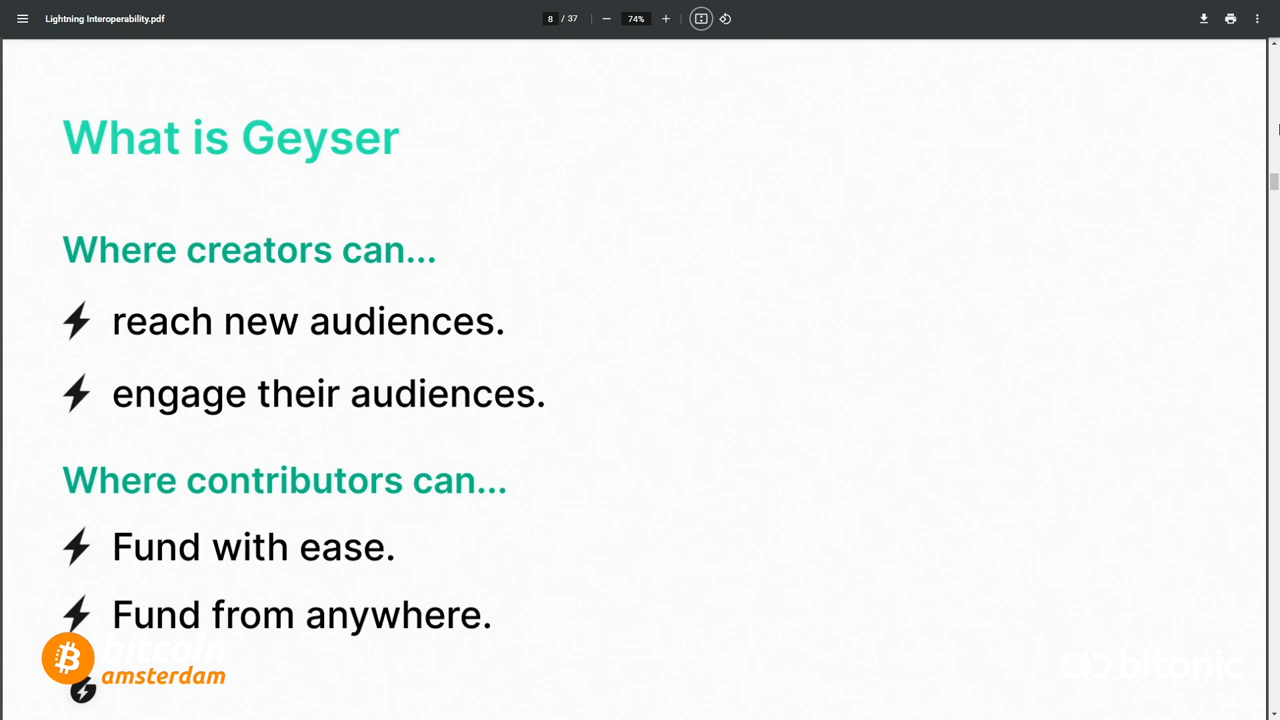 Lightning Interoperability.pdf
8 / 37
74%
What is Geyser
Where creators can...
reach new audiences.
engage their audiences.
Where contributors can...
Fund with ease.
Fund from anywhere.
bitcoin
amsterdam
bitonic